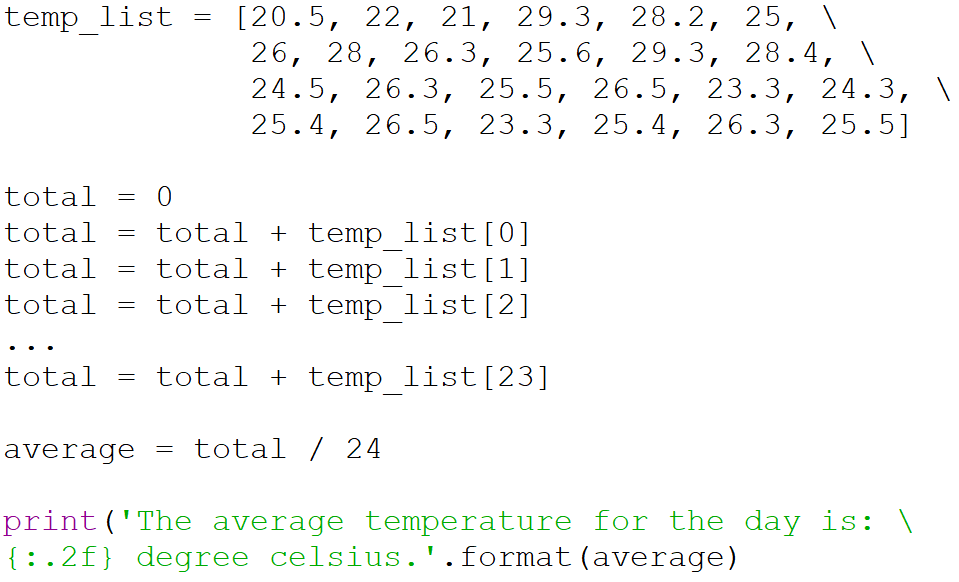 temp_list = [20.5, 22, 21, 29.3, 28.2, 25, \
             26, 28, 26.3, 25.6, 29.3, 28.4, \
             24.5, 26.3, 25.5, 26.5, 23.3, 24.3, \
             25.4, 26.5, 23.3, 25.4, 26.3, 25.5]

total = 0
total = total + temp_list[0]
total = total + temp_list[1]
total = total + temp_list[2]
...
total = total + temp_list[23]

average = total / 24

print('The average temperature for the day is: \
{:.2f} degree celsius.'.format(average)